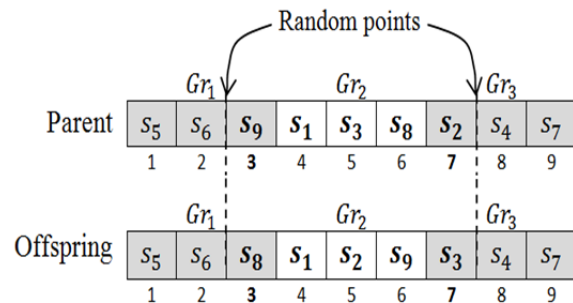 Random points
Gr₁ Gr₂ Gr₃
Parent s₅ s₆ s₉ s₁ s₃ s₈ s₂ s₄ s₇
1 2 3 4 5 6 7 8 9
Gr₁ Gr₂ Gr₃
Offspring s₅ s₆ s₈ s₁ s₂ s₉ s₃ s₄ s₇
1 2 3 4 5 6 7 8 9